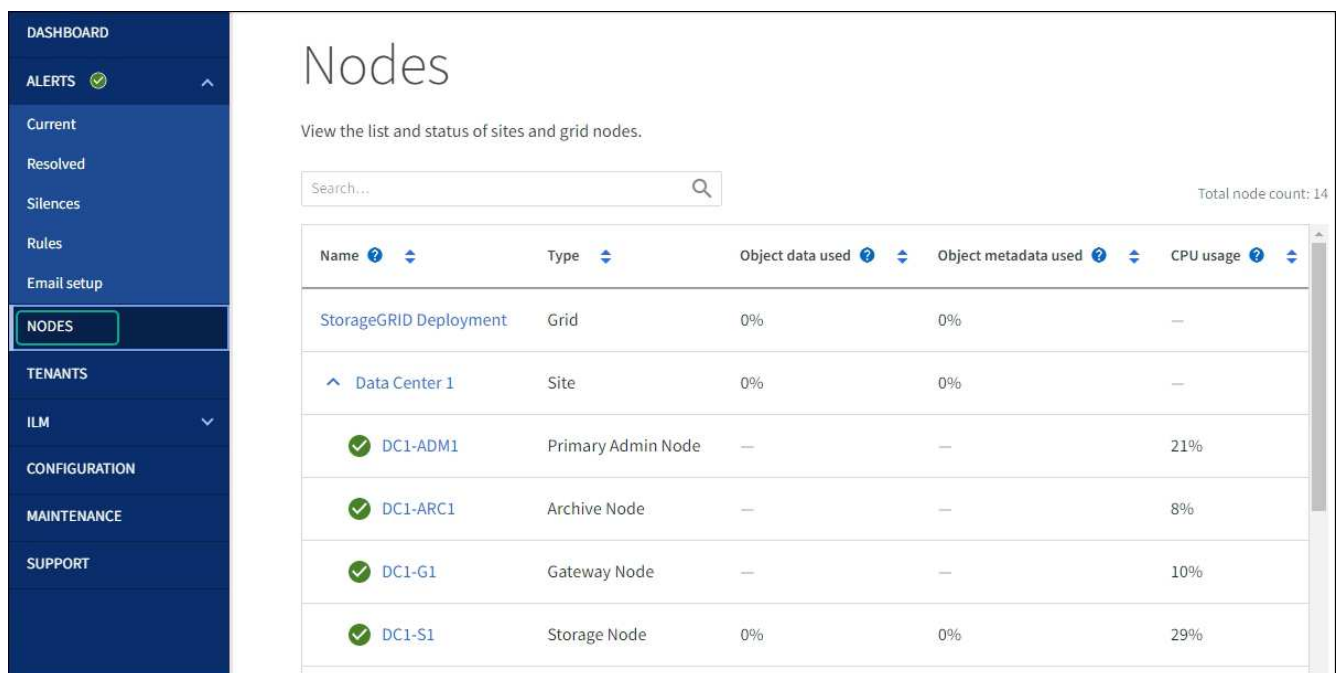 DASHBOARD
ALERTS
Current
Resolved
Silences
Rules
Email setup
NODES
TENANTS
ILM
CONFIGURATION
MAINTENANCE
SUPPORT
Nodes
View the list and status of sites and grid nodes.
Search...
Total node count: 14
Name ? Type Object data used ? Object metadata used ? CPU usage ?
StorageGRID Deployment Grid 0% 0% —
Data Center 1 Site 0% 0% —
DC1-ADM1 Primary Admin Node — — 21%
DC1-ARC1 Archive Node — — 8%
DC1-G1 Gateway Node — — 10%
DC1-S1 Storage Node 0% 0% 29%